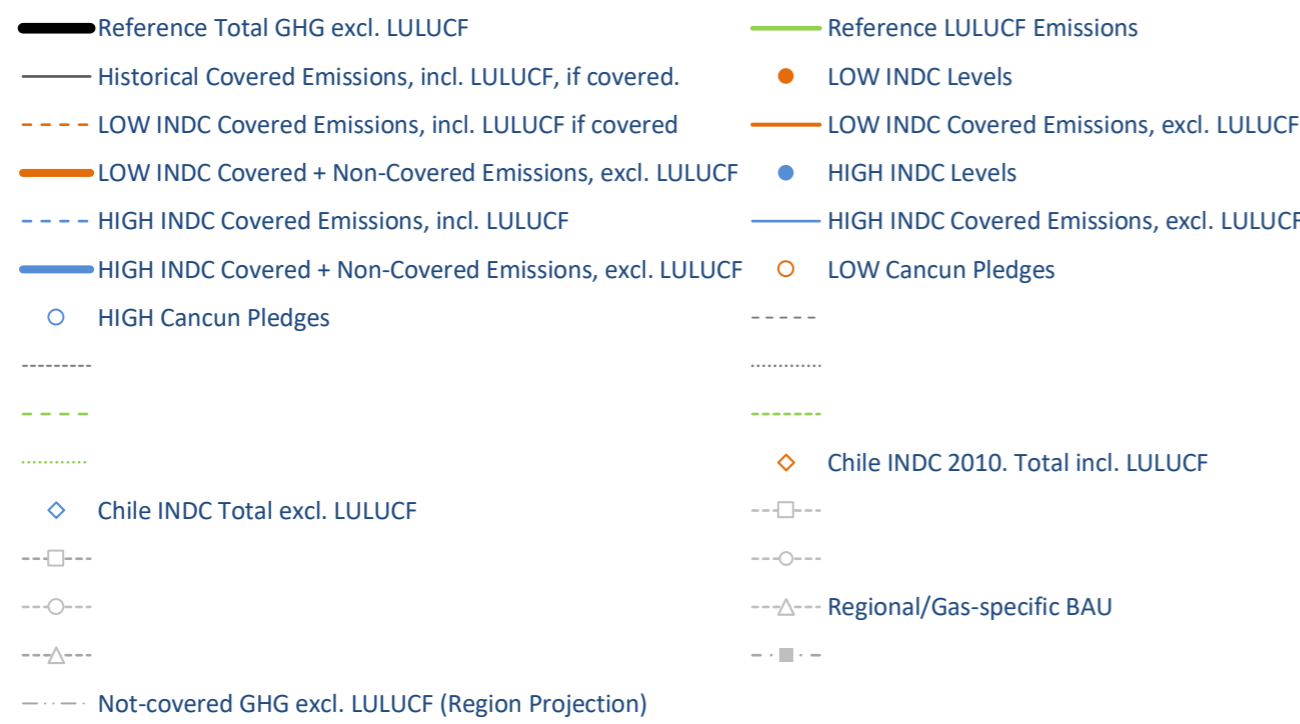 Reference Total GHG excl. LULUCF
Reference LULUCF Emissions
Historical Covered Emissions, incl. LULUCF, if covered.
LOW INDC Levels
LOW INDC Covered Emissions, incl. LULUCF if covered
LOW INDC Covered Emissions, excl. LULUCF
LOW INDC Covered + Non-Covered Emissions, excl. LULUCF
HIGH INDC Levels
HIGH INDC Covered Emissions, incl. LULUCF
HIGH INDC Covered Emissions, excl. LULUCF
HIGH INDC Covered + Non-Covered Emissions, excl. LULUCF
LOW Cancun Pledges
HIGH Cancun Pledges
Chile INDC 2010. Total incl. LULUCF
Chile INDC Total excl. LULUCF
Regional/Gas-specific BAU
Not-covered GHG excl. LULUCF (Region Projection)